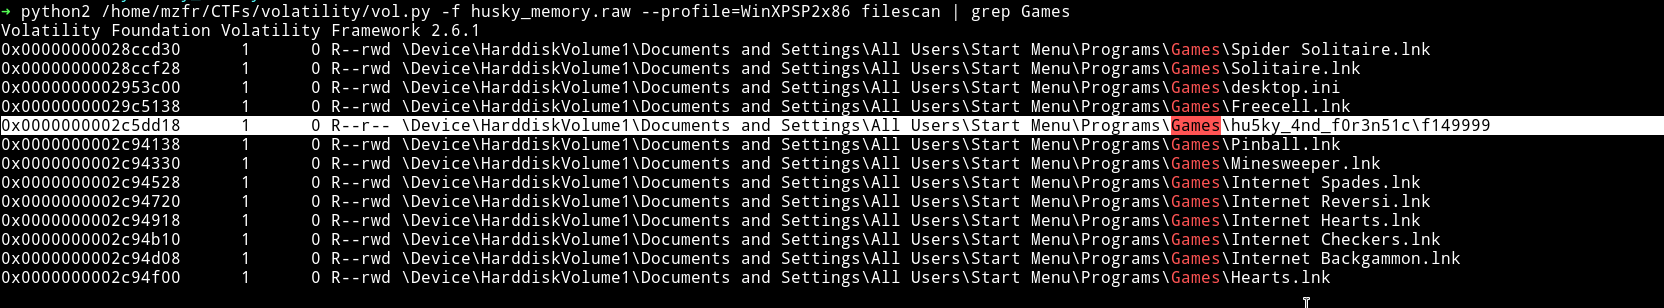 → python2 /home/mzfr/CTFs/volatility/vol.py -f husky_memory.raw --profile=WinXPSP2x86 filescan | grep Games
Volatility Foundation Volatility Framework 2.6.1
0x00000000028ccd30      1      0 R--rwd \Device\HarddiskVolume1\Documents and Settings\All Users\Start Menu\Programs\Games\Spider Solitaire.lnk
0x00000000028ccf28      1      0 R--rwd \Device\HarddiskVolume1\Documents and Settings\All Users\Start Menu\Programs\Games\Solitaire.lnk
0x0000000002953c00      1      0 R--rwd \Device\HarddiskVolume1\Documents and Settings\All Users\Start Menu\Programs\Games\desktop.ini
0x00000000029c5138      1      0 R--rwd \Device\HarddiskVolume1\Documents and Settings\All Users\Start Menu\Programs\Games\Freecell.lnk
0x0000000002c5dd18      1      0 R--r-- \Device\HarddiskVolume1\Documents and Settings\All Users\Start Menu\Programs\Games\hu5ky_4nd_f0r3n51c\f149999
0x0000000002c94138      1      0 R--rwd \Device\HarddiskVolume1\Documents and Settings\All Users\Start Menu\Programs\Games\Pinball.lnk
0x0000000002c94330      1      0 R--rwd \Device\HarddiskVolume1\Documents and Settings\All Users\Start Menu\Programs\Games\Minesweeper.lnk
0x0000000002c94528      1      0 R--rwd \Device\HarddiskVolume1\Documents and Settings\All Users\Start Menu\Programs\Games\Internet Spades.lnk
0x0000000002c94720      1      0 R--rwd \Device\HarddiskVolume1\Documents and Settings\All Users\Start Menu\Programs\Games\Internet Reversi.lnk
0x0000000002c94918      1      0 R--rwd \Device\HarddiskVolume1\Documents and Settings\All Users\Start Menu\Programs\Games\Internet Hearts.lnk
0x0000000002c94b10      1      0 R--rwd \Device\HarddiskVolume1\Documents and Settings\All Users\Start Menu\Programs\Games\Internet Checkers.lnk
0x0000000002c94d08      1      0 R--rwd \Device\HarddiskVolume1\Documents and Settings\All Users\Start Menu\Programs\Games\Internet Backgammon.lnk
0x0000000002c94f00      1      0 R--rwd \Device\HarddiskVolume1\Documents and Settings\All Users\Start Menu\Programs\Games\Hearts.lnk